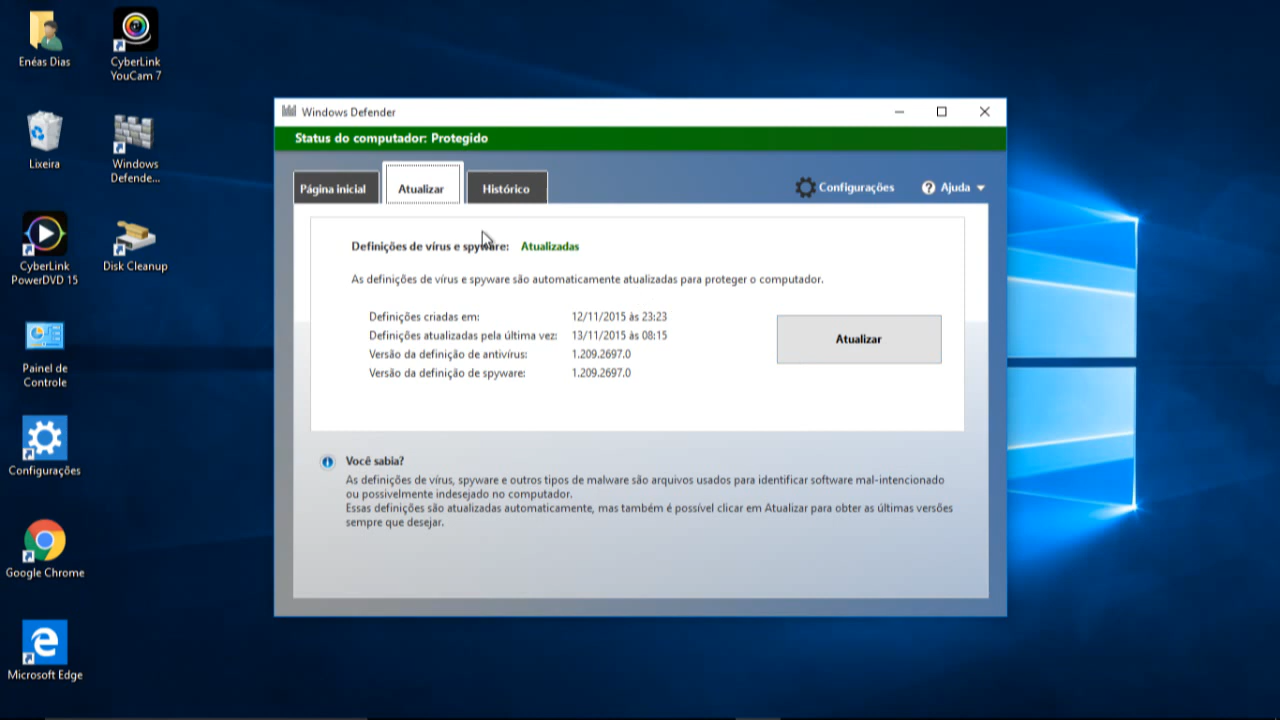 Enéas Dias
CyberLink
YouCam 7
Lixeira
Windows
Defende...
CyberLink
PowerDVD 15
Disk Cleanup
Painel de
Controle
Configurações
Google Chrome
Microsoft Edge
Windows Defender
Status do computador: Protegido
Página inicial
Atualizar
Histórico
Configurações
Ajuda
Definições de vírus e spyware: Atualizadas
As definições de vírus e spyware são automaticamente atualizadas para proteger o computador.
Definições criadas em: 12/11/2015 às 23:23
Definições atualizadas pela última vez: 13/11/2015 às 08:15
Versão da definição de antivírus: 1.209.2697.0
Versão da definição de spyware: 1.209.2697.0
Atualizar
Você sabia?
As definições de vírus, spyware e outros tipos de malware são arquivos usados para identificar software mal-intencionado
ou possivelmente indesejado no computador.
Essas definições são atualizadas automaticamente, mas também é possível clicar em Atualizar para obter as últimas versões
sempre que desejar.